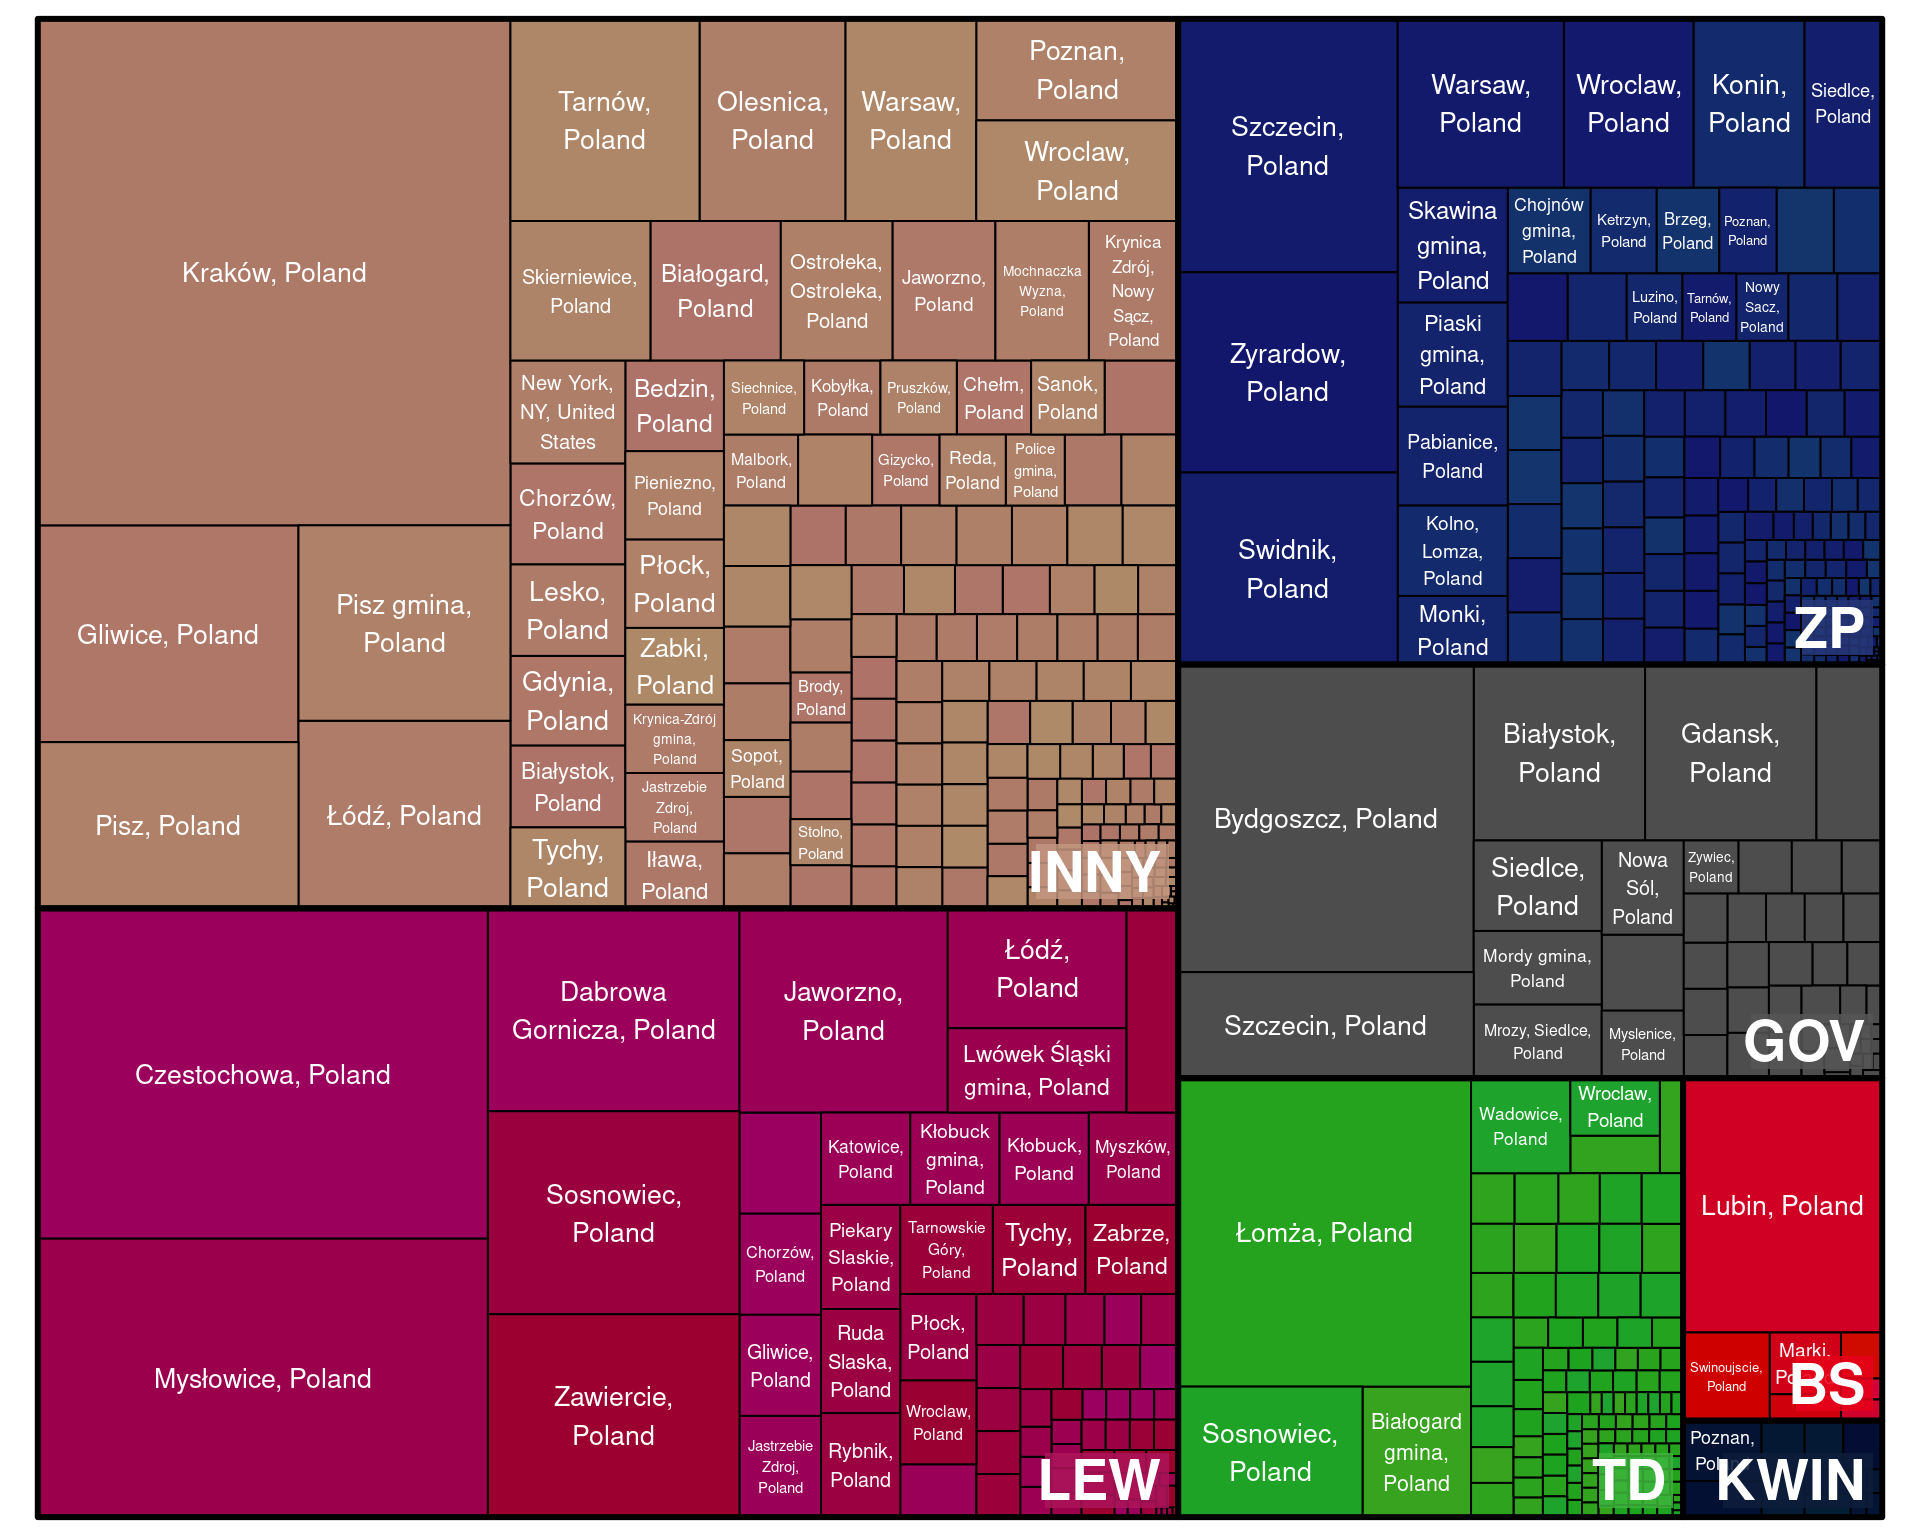 Kraków, Poland
Gliwice, Poland
Pisz gmina,
Poland
Pisz, Poland
Łódź, Poland
Tarnów,
Poland
Olesnica,
Poland
Warsaw,
Poland
Poznan,
Poland
Wroclaw,
Poland
Skierniewice,
Poland
Białogard,
Poland
Ostrołeka,
Ostroleka,
Poland
Jaworzno,
Poland
Mochnaczka
Wyzna,
Poland
Krynica
Zdrój,
Nowy
Sącz,
Poland
New York,
NY, United
States
Chorzów,
Poland
Lesko,
Poland
Gdynia,
Poland
Białystok,
Poland
Tychy,
Poland
Bedzin,
Poland
Pieniezno,
Poland
Płock,
Poland
Zabki,
Poland
Krynica-Zdrój
gmina,
Poland
Jastrzebie
Zdroj,
Poland
Iława,
Poland
Siechnice,
Poland
Kobyłka,
Poland
Pruszków,
Poland
Chełm,
Poland
Sanok,
Poland
Malbork,
Poland
Gizycko,
Poland
Reda,
Poland
Police
gmina,
Poland
Brody,
Poland
Sopot,
Poland
Stolno,
Poland
INNY
Szczecin,
Poland
Zyrardow,
Poland
Swidnik,
Poland
Warsaw,
Poland
Wroclaw,
Poland
Konin,
Poland
Siedlce,
Poland
Skawina
gmina,
Poland
Piaski
gmina,
Poland
Pabianice,
Poland
Kolno,
Lomza,
Poland
Monki,
Poland
Chojnów
gmina,
Poland
Ketrzyn,
Poland
Brzeg,
Poland
Poznan,
Poland
Luzino,
Poland
Tarnów,
Poland
Nowy
Sacz,
Poland
ZP
Bydgoszcz, Poland
Szczecin, Poland
Białystok,
Poland
Gdansk,
Poland
Siedlce,
Poland
Mordy gmina,
Poland
Mrozy, Siedlce,
Poland
Nowa
Sól,
Poland
Myslenice,
Poland
Zywiec,
Poland
GOV
Czestochowa, Poland
Mysłowice, Poland
Dabrowa
Gornicza, Poland
Sosnowiec,
Poland
Zawiercie,
Poland
Jaworzno,
Poland
Łódź,
Poland
Lwówek Śląski
gmina, Poland
Chorzów,
Poland
Gliwice,
Poland
Jastrzebie
Zdroj,
Poland
Katowice,
Poland
Kłobuck
gmina,
Poland
Kłobuck,
Poland
Myszków,
Poland
Piekary
Slaskie,
Poland
Ruda
Slaska,
Poland
Rybnik,
Poland
Tarnowskie
Góry,
Poland
Tychy,
Poland
Zabrze,
Poland
Płock,
Poland
Wroclaw,
Poland
LEW
Łomża, Poland
Sosnowiec,
Poland
Białogard
gmina,
Poland
Wadowice,
Poland
Wroclaw,
Poland
TD
Lubin, Poland
Swinoujscie,
Poland
Marki,
BS
Poznan,
KWIN